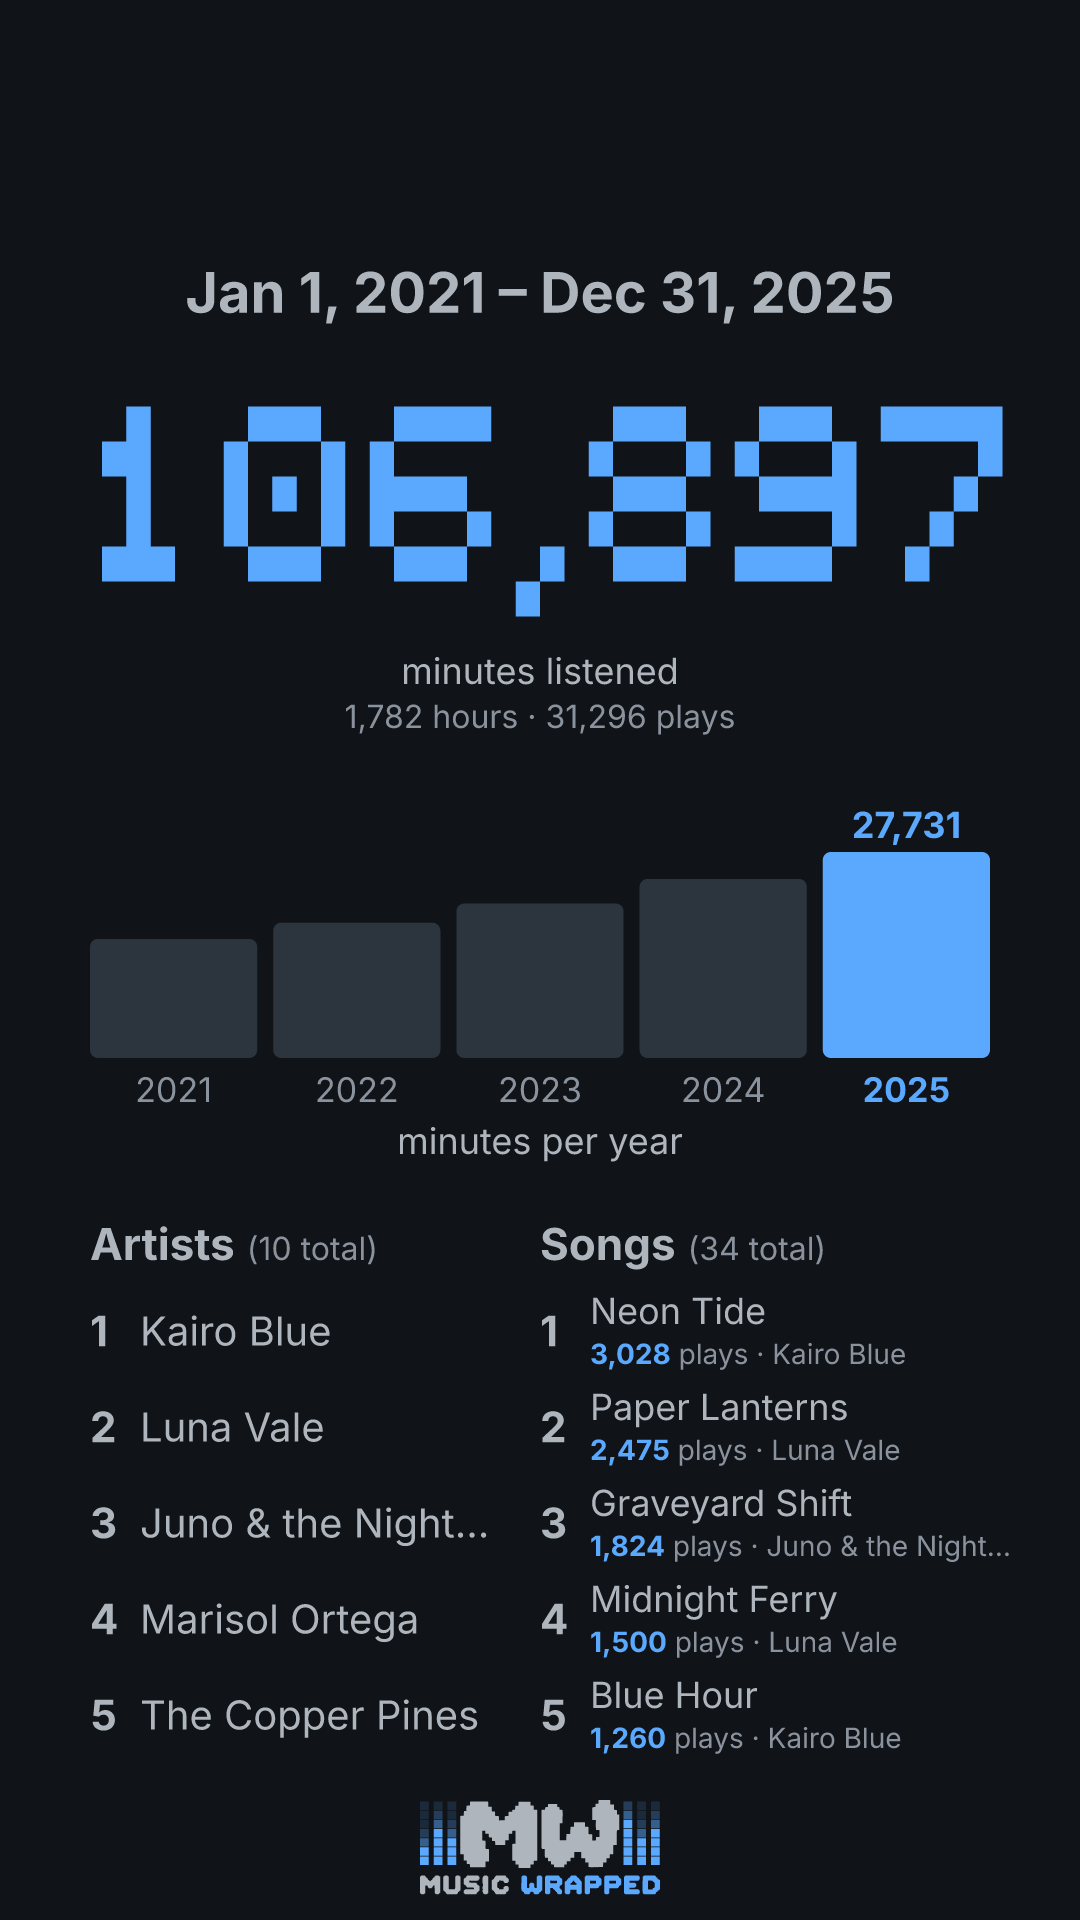 Jan 1, 2021 – Dec 31, 2025
106,897
minutes listened
1,782 hours · 31,296 plays
27,731
2021 2022 2023 2024 2025
minutes per year
Artists (10 total)
1 Kairo Blue
2 Luna Vale
3 Juno & the Night...
4 Marisol Ortega
5 The Copper Pines
Songs (34 total)
1 Neon Tide
3,028 plays · Kairo Blue
2 Paper Lanterns
2,475 plays · Luna Vale
3 Graveyard Shift
1,824 plays · Juno & the Night...
4 Midnight Ferry
1,500 plays · Luna Vale
5 Blue Hour
1,260 plays · Kairo Blue
MW
MUSIC WRAPPED